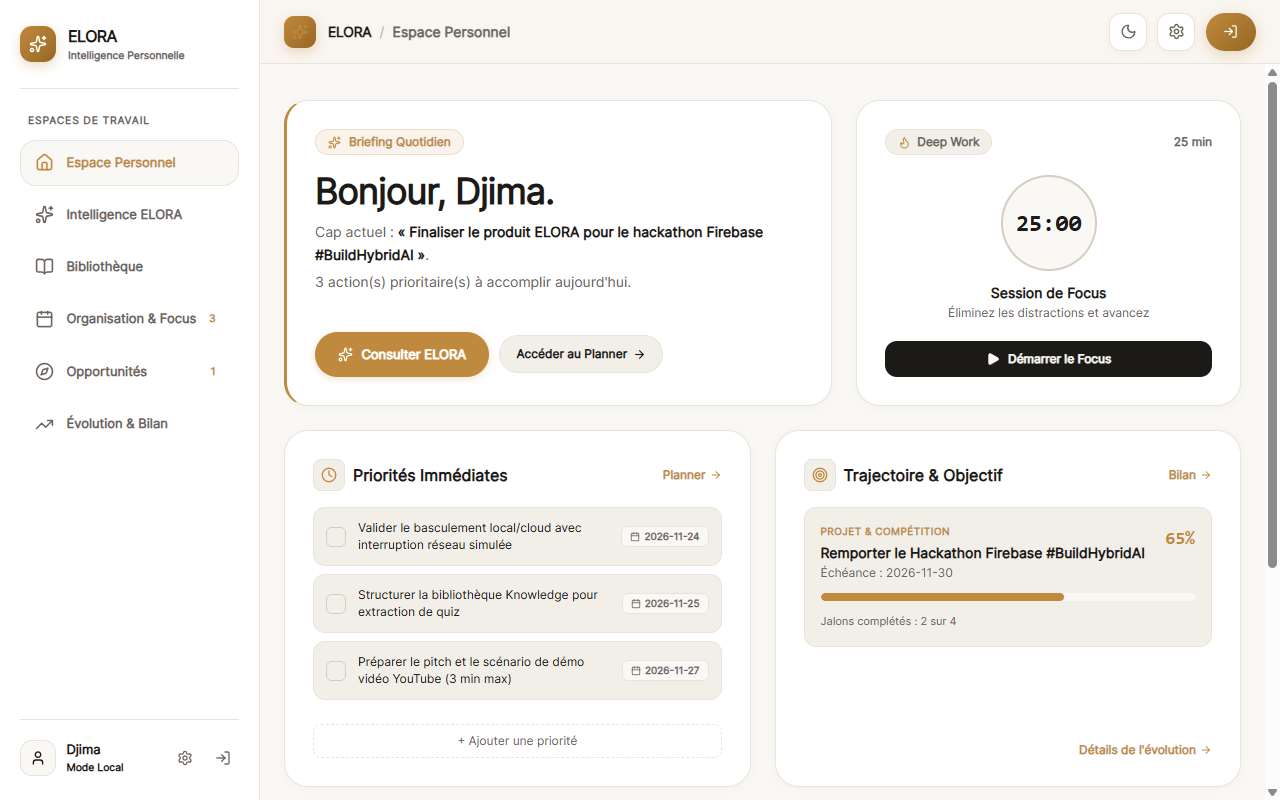 ELORA
Intelligence Personnelle
ESPACES DE TRAVAIL
Espace Personnel
Intelligence ELORA
Bibliothèque
Organisation & Focus 3
Opportunités 1
Évolution & Bilan
Djima
Mode Local
ELORA / Espace Personnel
Briefing Quotidien
Bonjour, Djima.
Cap actuel : « Finaliser le produit ELORA pour le hackathon Firebase
#BuildHybridAI ».
3 action(s) prioritaire(s) à accomplir aujourd'hui.
Consulter ELORA
Accéder au Planner →
Deep Work
25 min
25:00
Session de Focus
Éliminez les distractions et avancez
Démarrer le Focus
Priorités Immédiates
Planner →
Valider le basculement local/cloud avec
interruption réseau simulée
2026-11-24
Structurer la bibliothèque Knowledge pour
extraction de quiz
2026-11-25
Préparer le pitch et le scénario de démo
vidéo YouTube (3 min max)
2026-11-27
+ Ajouter une priorité
Trajectoire & Objectif
Bilan →
PROJET & COMPÉTITION
65%
Remporter le Hackathon Firebase #BuildHybridAI
Échéance : 2026-11-30
Jalons complétés : 2 sur 4
Détails de l'évolution →